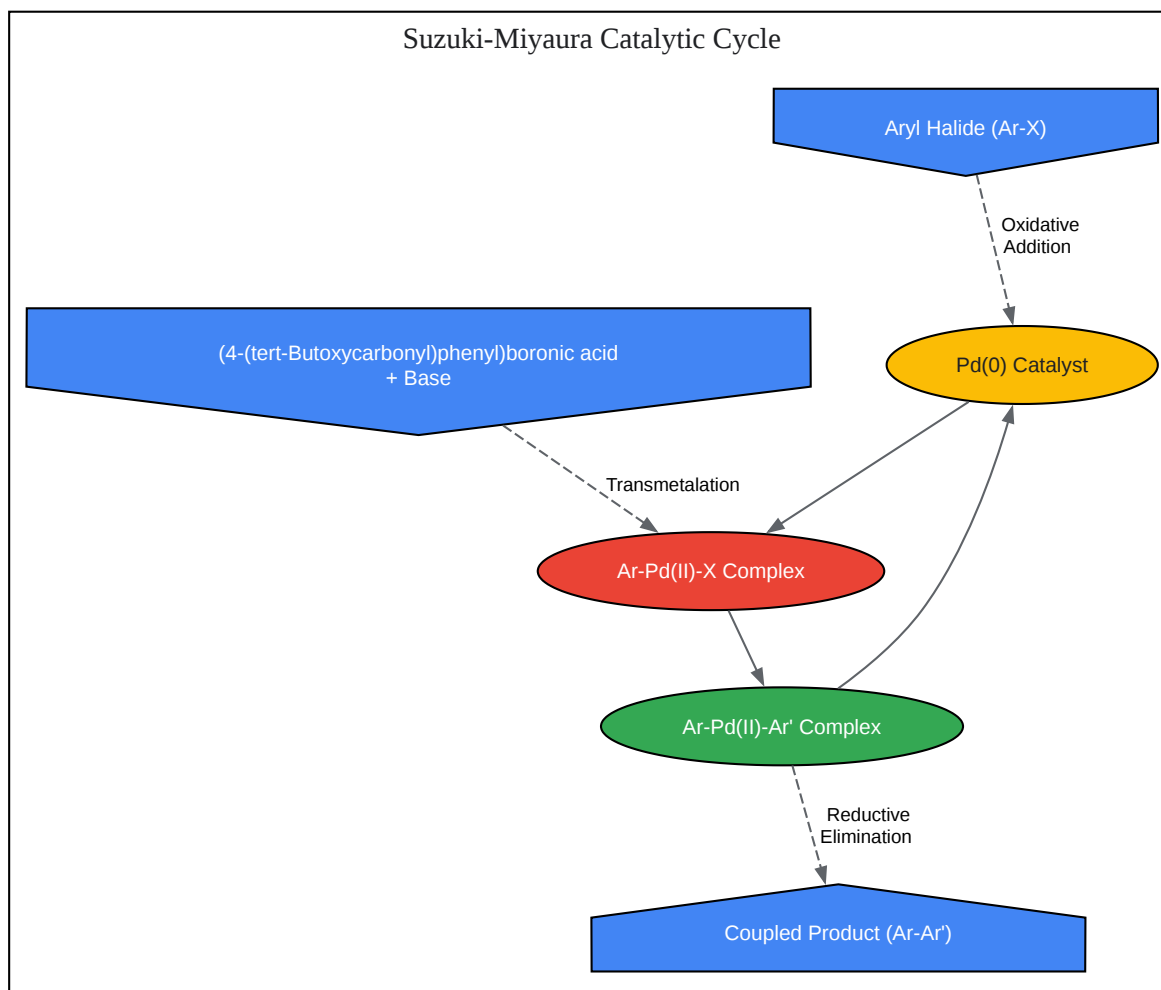 Suzuki-Miyaura Catalytic Cycle
Aryl Halide (Ar-X)
Oxidative
Addition
(4-(tert-Butoxycarbonyl)phenyl)boronic acid
+ Base
Pd(0) Catalyst
Transmetalation
Ar-Pd(II)-X Complex
Ar-Pd(II)-Ar' Complex
Reductive
Elimination
Coupled Product (Ar-Ar')